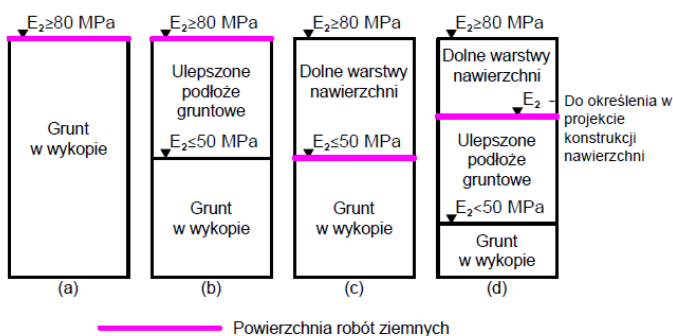 E₂≥80 MPa
Grunt
w wykopie
(a)
E₂≥80 MPa
Ulepszone
podłoże
gruntowe
E₂≤50 MPa
Grunt
w wykopie
(b)
E₂≥80 MPa
Dolne warstwy
nawierzchni
E₂≤50 MPa
Grunt
w wykopie
(c)
E₂≥80 MPa
Dolne warstwy
nawierzchni
E₂ - Do określenia w
projekcie
konstrukcji
nawierzchni
Ulepszone
podłoże
gruntowe
E₂<50 MPa
Grunt
w wykopie
(d)
Powierzchnia robót ziemnych